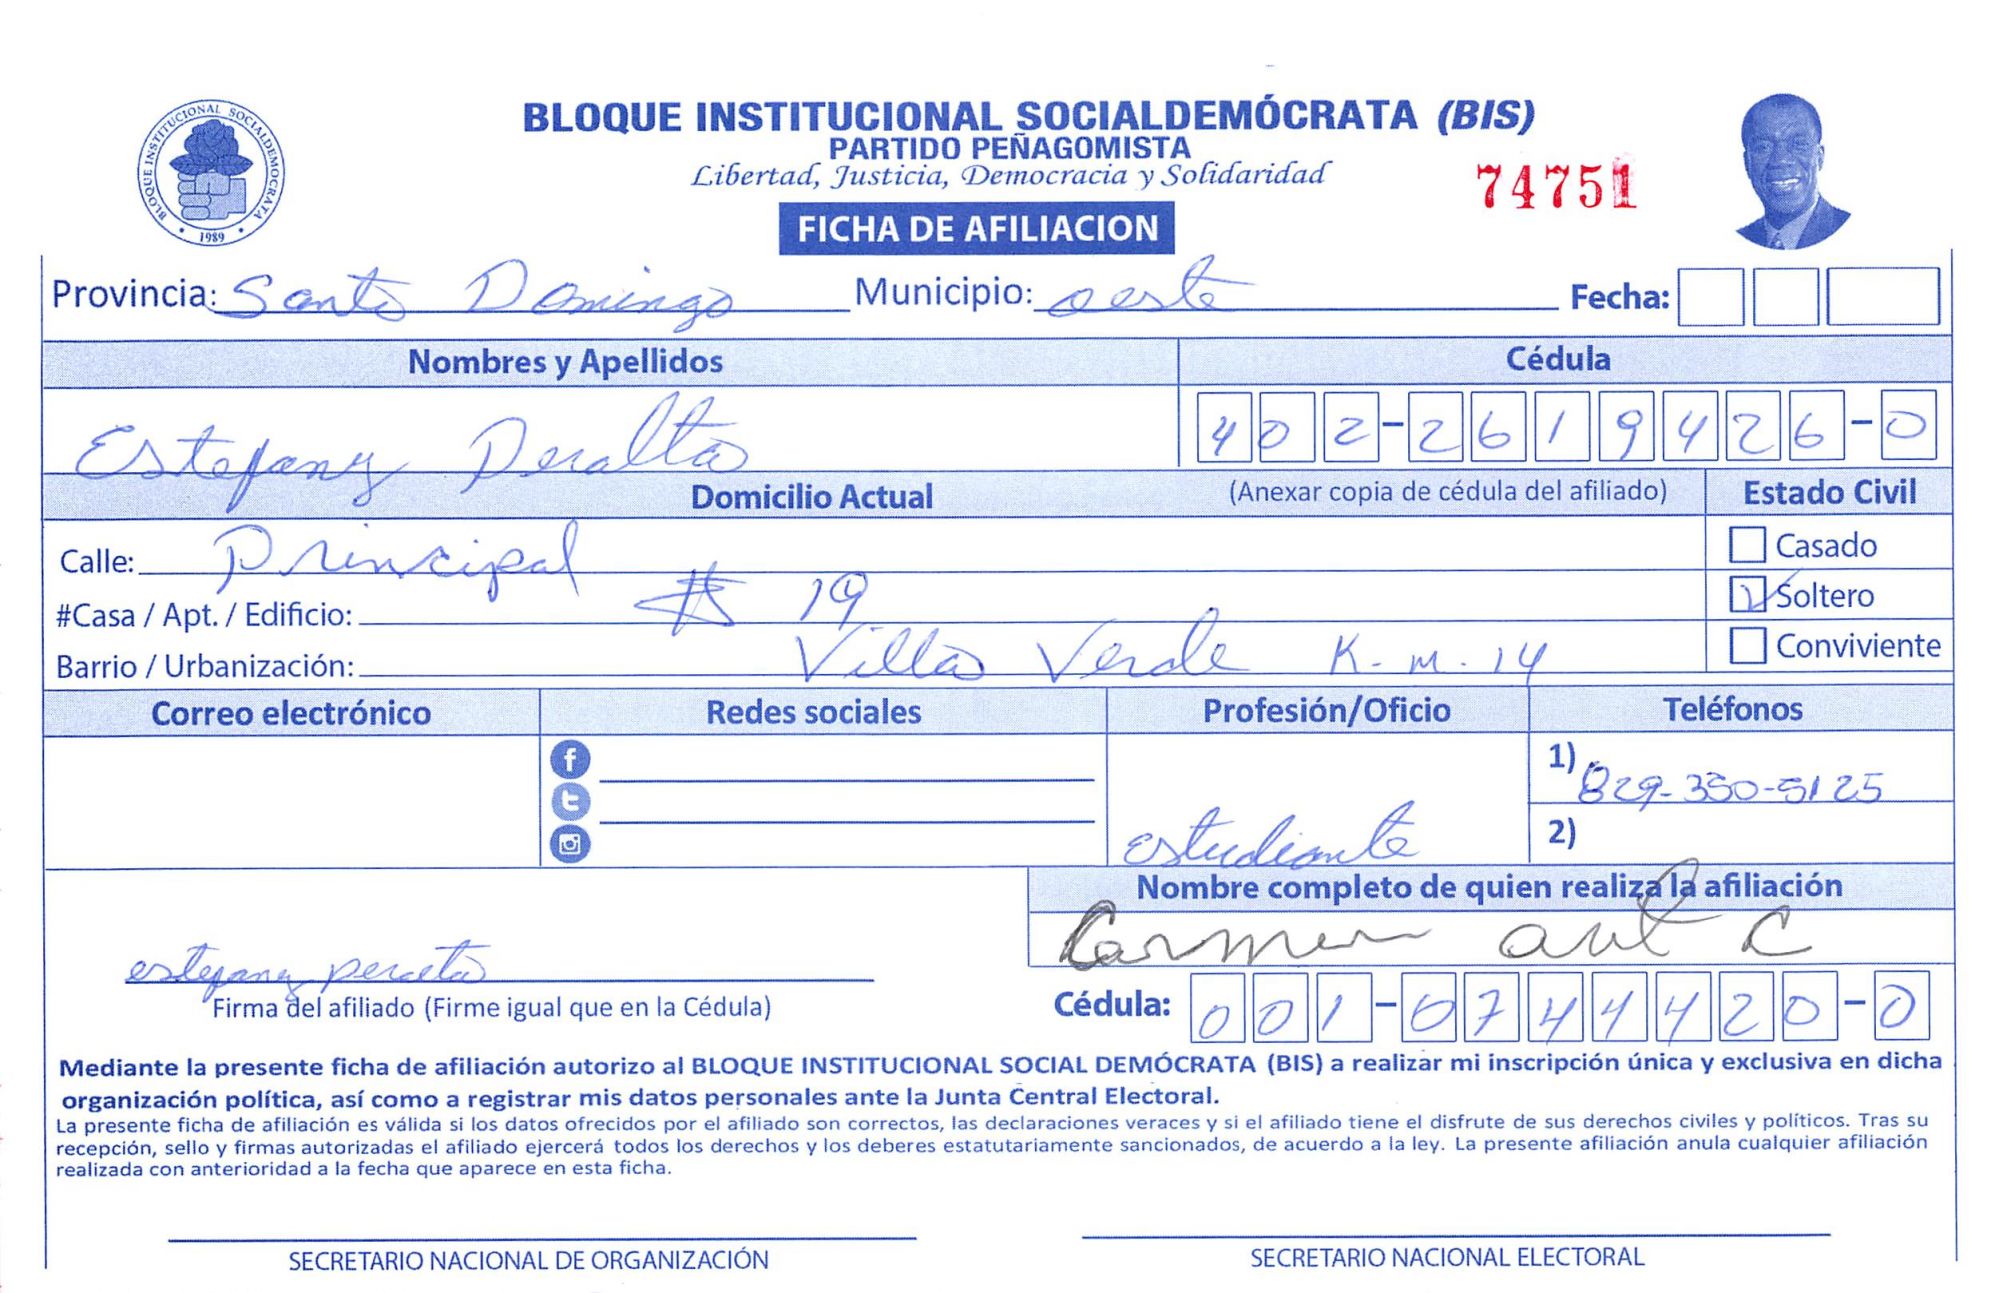 BLOQUE INSTITUCIONAL SOCIALDEMÓCRATA (BIS)
PARTIDO PEÑAGOMISTA
Libertad, Justicia, Democracia y Solidaridad
74751
FICHA DE AFILIACION
BLOQUE INSTITUCIONAL SOCIALDEMOCRATA
1989
Provincia: Santo Domingo Municipio: oeste Fecha:
Nombres y Apellidos Cédula
Estefany Peralta 402-2619426-0
Domicilio Actual (Anexar copia de cédula del afiliado) Estado Civil
Calle: Principal Casado
#Casa / Apt. / Edificio: # 19 Soltero
Barrio / Urbanización: Villa Verde K.m.14 Conviviente
Correo electrónico Redes sociales Profesión/Oficio Teléfonos
1) 829-350-5125
estudiante 2)
Nombre completo de quien realiza la afiliación
Carmen ant C
estefany peralta
Firma del afiliado (Firme igual que en la Cédula) Cédula: 001-0744420-0
Mediante la presente ficha de afiliación autorizo al BLOQUE INSTITUCIONAL SOCIAL DEMÓCRATA (BIS) a realizar mi inscripción única y exclusiva en dicha
organización política, así como a registrar mis datos personales ante la Junta Central Electoral.
La presente ficha de afiliación es válida si los datos ofrecidos por el afiliado son correctos, las declaraciones veraces y si el afiliado tiene el disfrute de sus derechos civiles y políticos. Tras su
recepción, sello y firmas autorizadas el afiliado ejercerá todos los derechos y los deberes estatutariamente sancionados, de acuerdo a la ley. La presente afiliación anula cualquier afiliación
realizada con anterioridad a la fecha que aparece en esta ficha.
SECRETARIO NACIONAL DE ORGANIZACIÓN SECRETARIO NACIONAL ELECTORAL